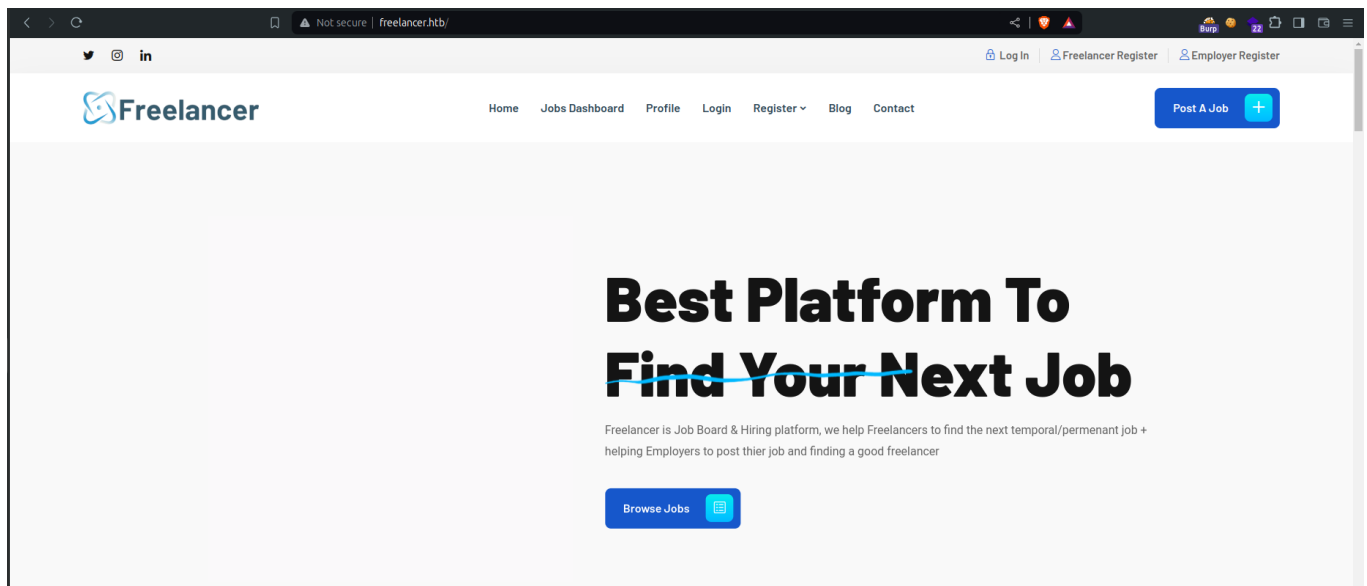 Not secure freelancer.htb/
Burp 22
Log In Freelancer Register Employer Register
Freelancer Home Jobs Dashboard Profile Login Register Blog Contact Post A Job
Best Platform To
Find Your Next Job
Freelancer is Job Board & Hiring platform, we help Freelancers to find the next temporal/permenant job +
helping Employers to post thier job and finding a good freelancer
Browse Jobs